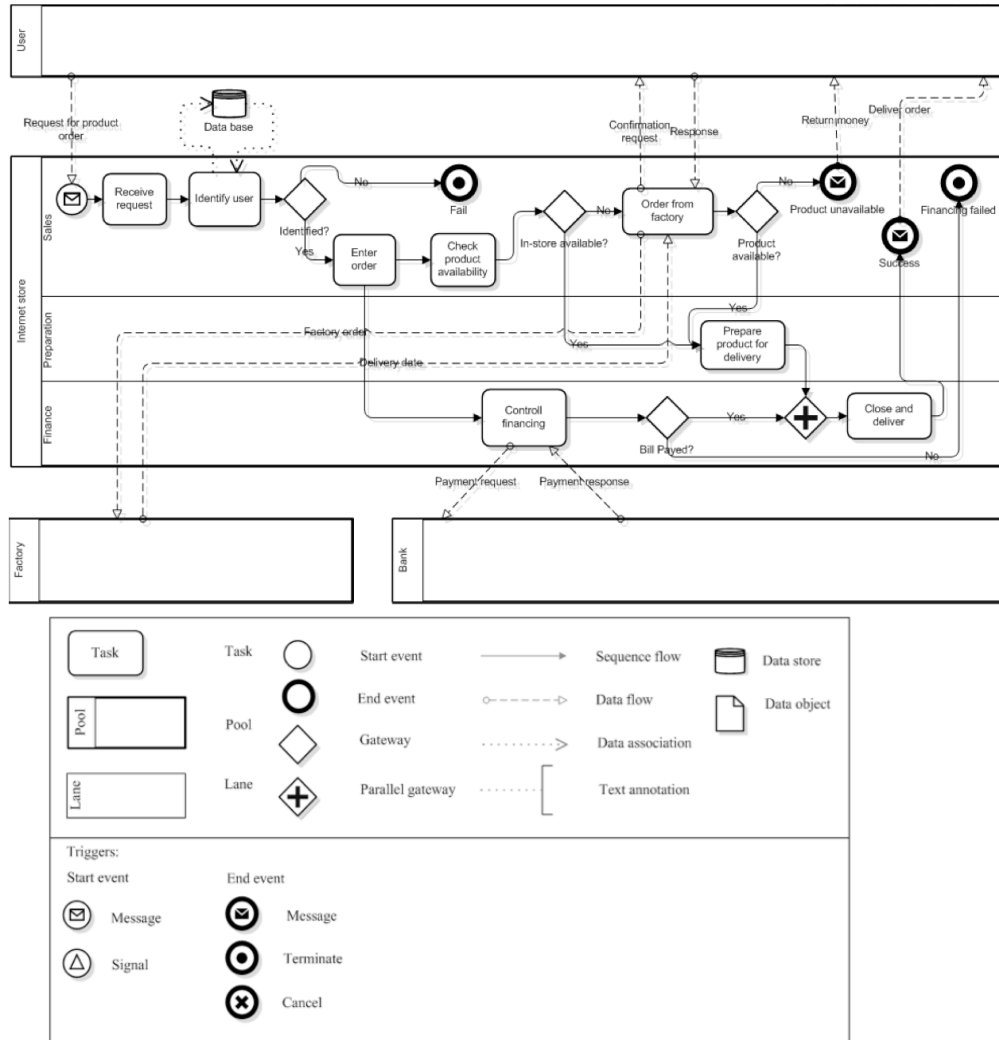 User
Request for product
order
Data base
Confirmation
request
Response
Return money
Deliver order
Internet store
Sales
Receive
request
Identify user
Identified?
No
Fail
Yes
Enter
order
Check
product
availability
In-store available?
No
Order from
factory
Product
available?
No
Product unavailable
Financing failed
Success
Preparation
Factory order
Delivery date
Yes
Yes
Prepare
product for
delivery
Finance
Controll
financing
Bill Payed?
Yes
Close and
deliver
No
Payment request
Payment response
Factory
Bank
Task
Task
Start event
Sequence flow
Data store
Pool
Pool
End event
Data flow
Data object
Gateway
Data association
Lane
Lane
Parallel gateway
Text annotation
Triggers:
Start event
End event
Message
Message
Signal
Terminate
Cancel